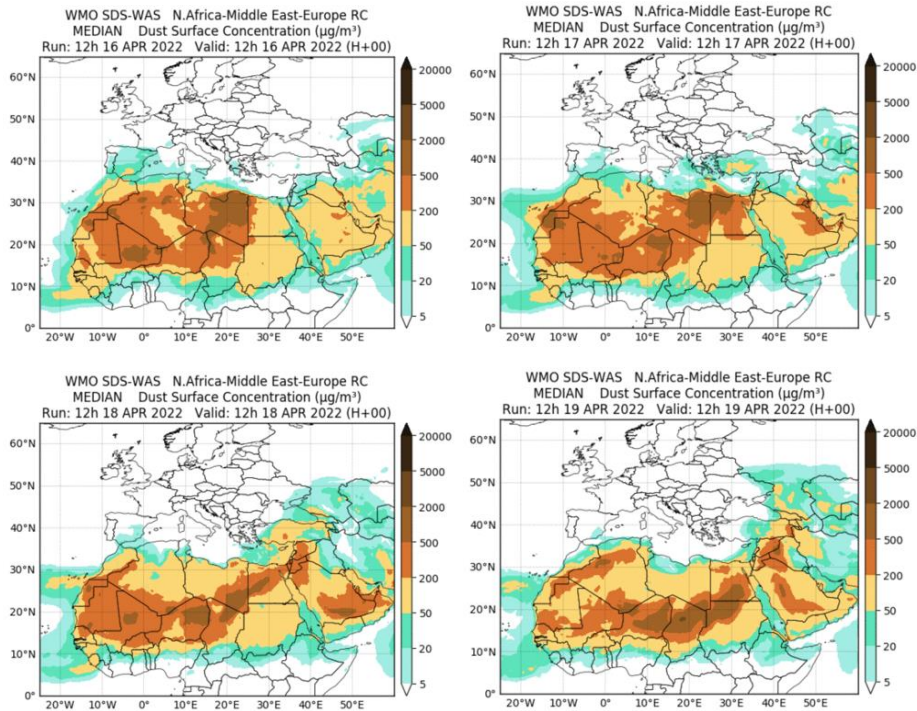 WMO SDS-WAS   N.Africa-Middle East-Europe RC
MEDIAN   Dust Surface Concentration (µg/m³)
Run: 12h 16 APR 2022   Valid: 12h 16 APR 2022 (H+00)
60°N
50°N
40°N
30°N
20°N
10°N
0°
20°W 10°W 0° 10°E 20°E 30°E 40°E 50°E
20000
5000
2000
500
200
50
20
5
WMO SDS-WAS   N.Africa-Middle East-Europe RC
MEDIAN   Dust Surface Concentration (µg/m³)
Run: 12h 17 APR 2022   Valid: 12h 17 APR 2022 (H+00)
60°N
50°N
40°N
30°N
20°N
10°N
0°
20°W 10°W 0° 10°E 20°E 30°E 40°E 50°E
20000
5000
2000
500
200
50
20
5
WMO SDS-WAS   N.Africa-Middle East-Europe RC
MEDIAN   Dust Surface Concentration (µg/m³)
Run: 12h 18 APR 2022   Valid: 12h 18 APR 2022 (H+00)
60°N
50°N
40°N
30°N
20°N
10°N
0°
20°W 10°W 0° 10°E 20°E 30°E 40°E 50°E
20000
5000
2000
500
200
50
20
5
WMO SDS-WAS   N.Africa-Middle East-Europe RC
MEDIAN   Dust Surface Concentration (µg/m³)
Run: 12h 19 APR 2022   Valid: 12h 19 APR 2022 (H+00)
60°N
50°N
40°N
30°N
20°N
10°N
0°
20°W 10°W 0° 10°E 20°E 30°E 40°E 50°E
20000
5000
2000
500
200
50
20
5